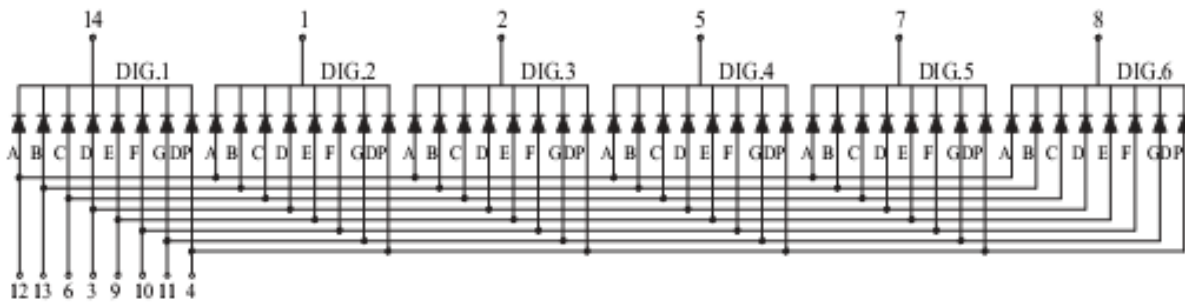 14 1 2 5 7 8
DIG.1 DIG.2 DIG.3 DIG.4 DIG.5 DIG.6
A B C D E F G DP A B C D E F G DP A B C D E F G DP A B C D E F G DP A B C D E F G DP A B C D E F G DP
12 13 6 3 9 10 11 4